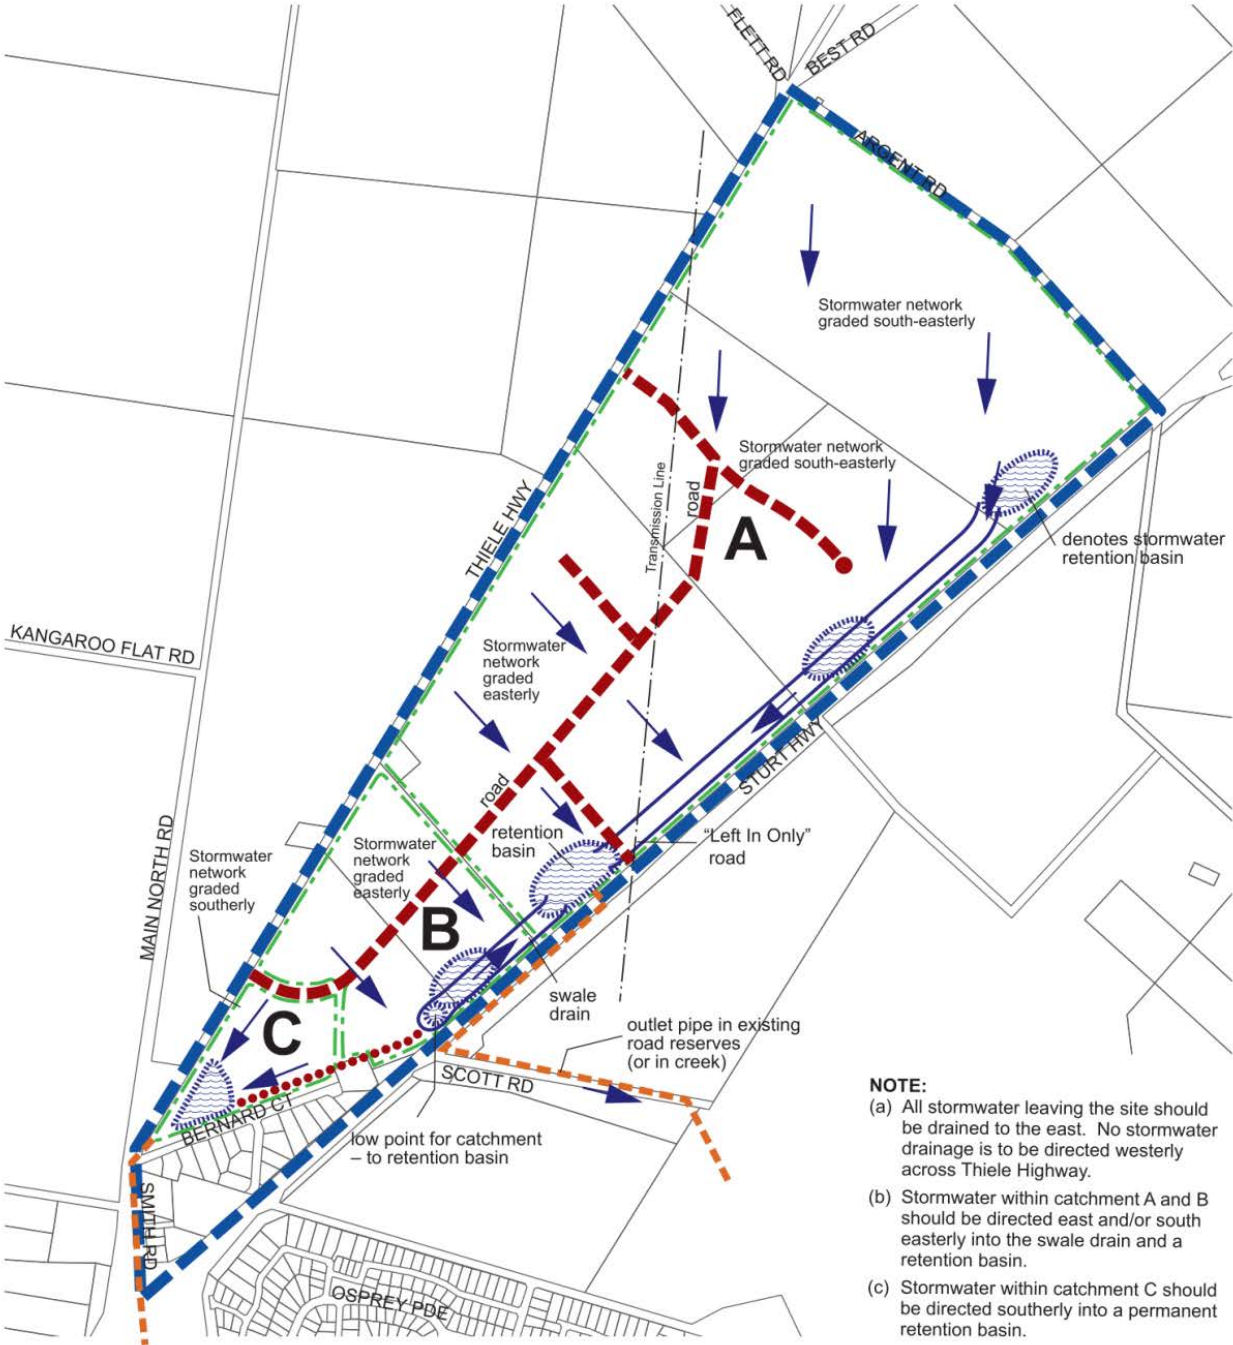 FLETT RD
BEST RD
ARGENT RD
Stormwater network
graded south-easterly
Stormwater network
graded south-easterly
THIELE HWY
Transmission Line
road
A
denotes stormwater
retention basin
KANGAROO FLAT RD
Stormwater
network
graded
easterly
STURT HWY
road
retention
basin
"Left In Only"
road
MAIN NORTH RD
Stormwater
network
graded
southerly
Stormwater
network
graded
easterly
B
swale
drain
C
outlet pipe in existing
road reserves
(or in creek)
SCOTT RD
BERNARD CT
low point for catchment
– to retention basin
SMITH RD
OSPREY PDE
NOTE:
(a) All stormwater leaving the site should
be drained to the east. No stormwater
drainage is to be directed westerly
across Thiele Highway.
(b) Stormwater within catchment A and B
should be directed east and/or south
easterly into the swale drain and a
retention basin.
(c) Stormwater within catchment C should
be directed southerly into a permanent
retention basin.